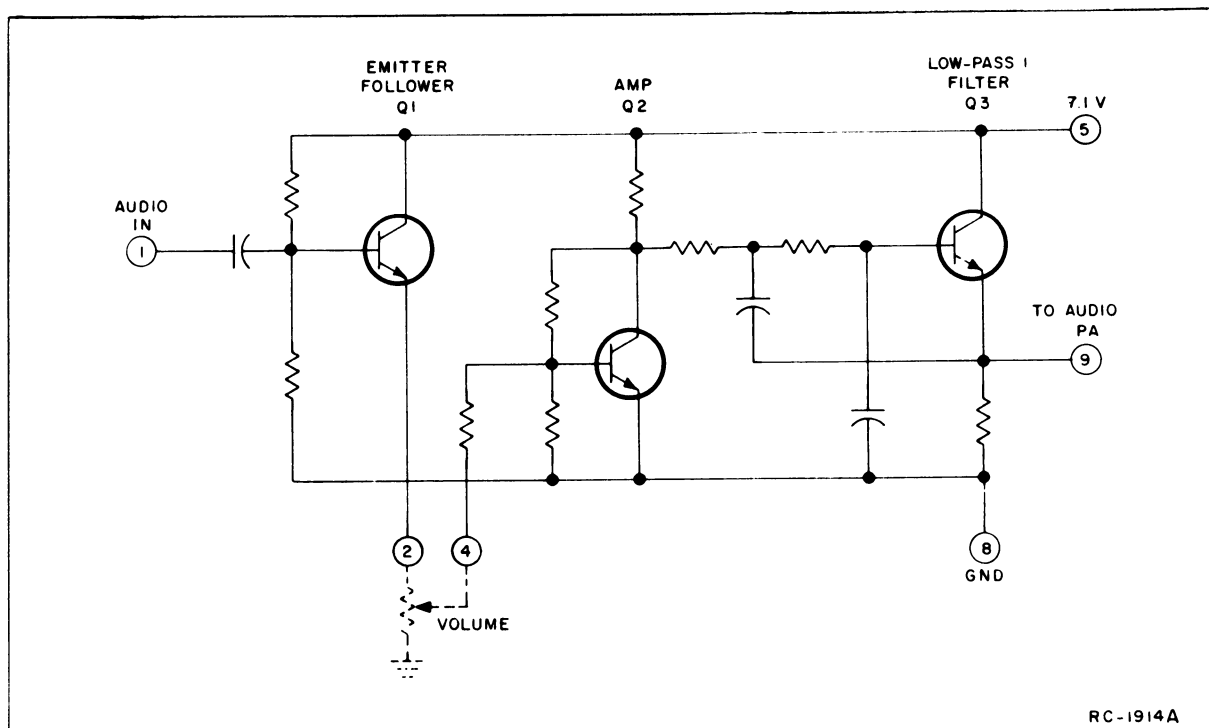 EMITTER
FOLLOWER
Q1
AMP
Q2
LOW-PASS I
FILTER
Q3
7.1 V
5
AUDIO
IN
1
TO AUDIO
PA
9
2
4
8
GND
VOLUME
RC-1914A